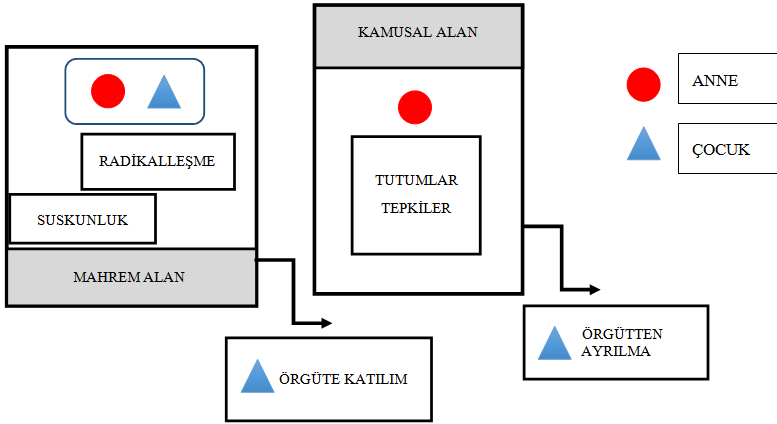 KAMUSAL ALAN
ANNE
ÇOCUK
RADİKALLEŞME
SUSKUNLUK
MAHREM ALAN
TUTUMLAR
TEPKİLER
ÖRGÜTE KATILIM
ÖRGÜTTEN
AYRILMA